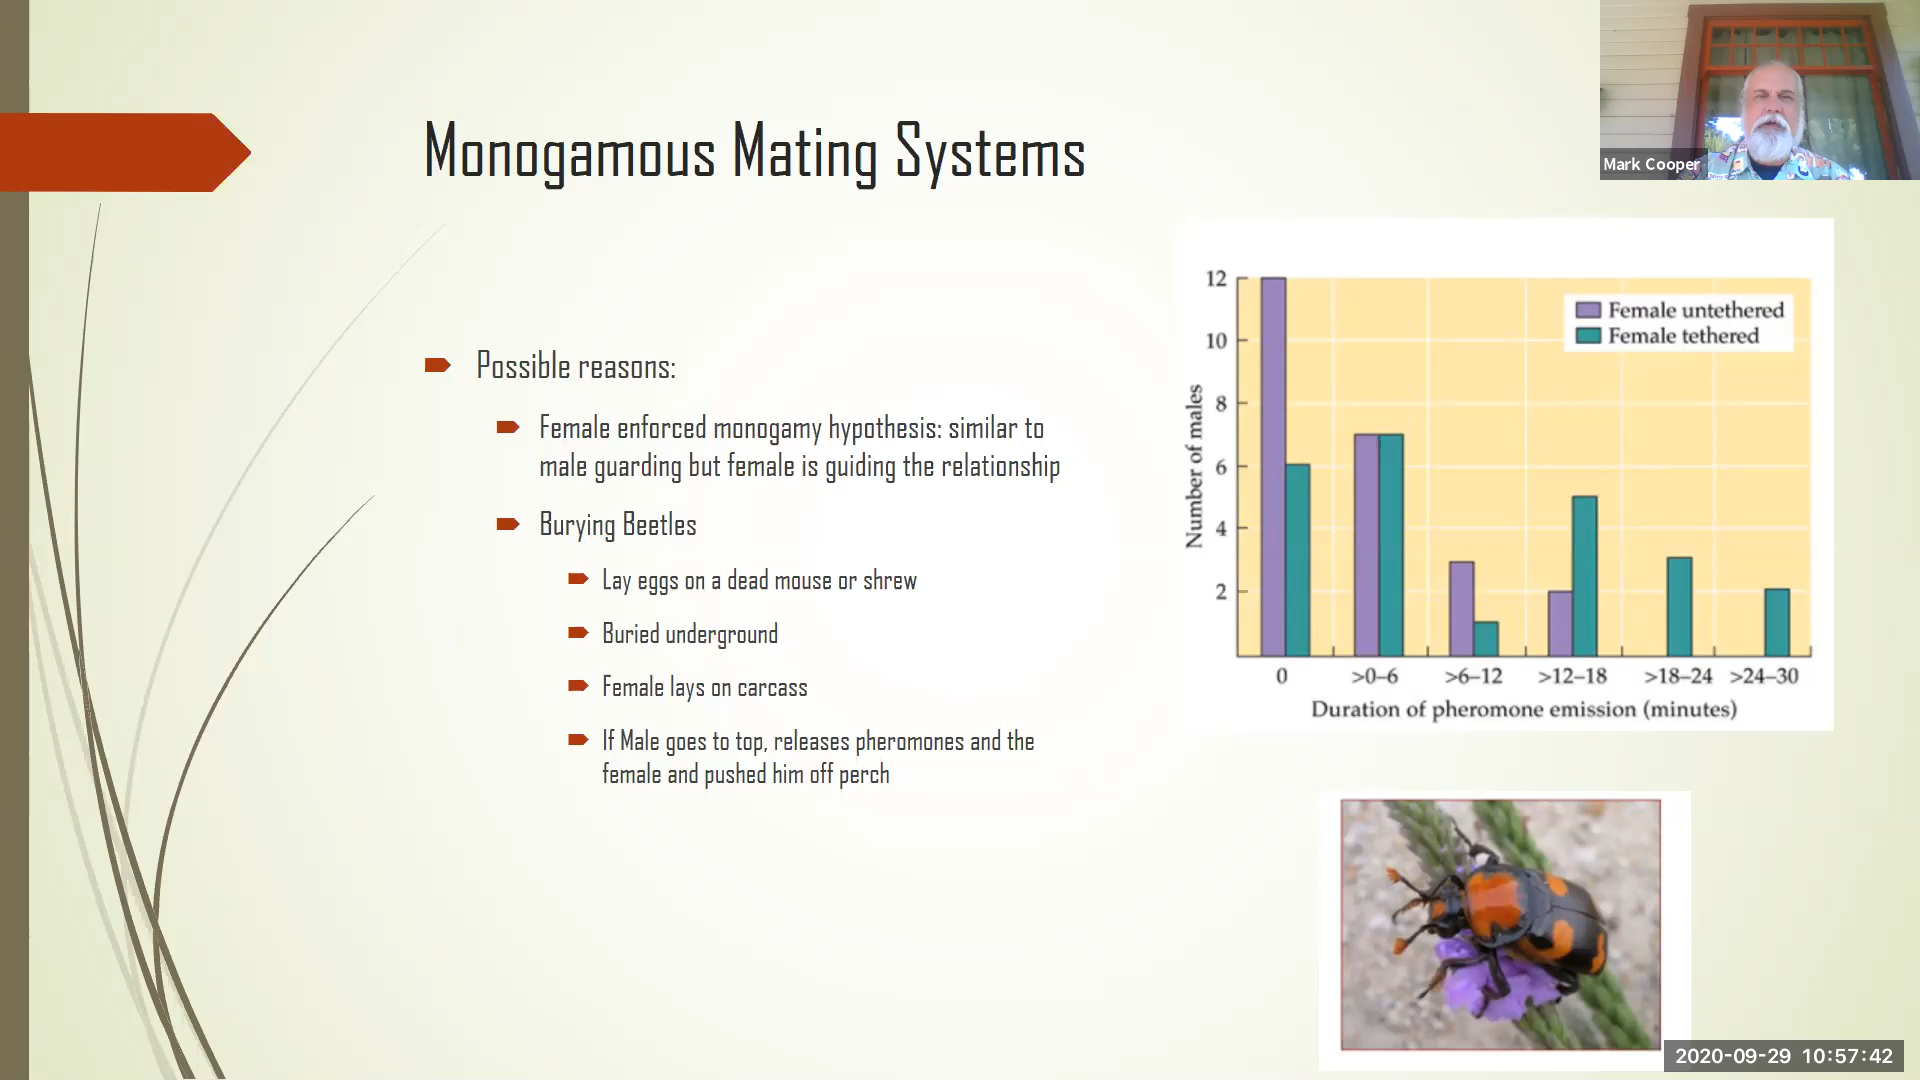 Monogamous Mating Systems
Mark Cooper
Possible reasons:
Female enforced monogamy hypothesis: similar to
male guarding but female is guiding the relationship
Burying Beetles
Lay eggs on a dead mouse or shrew
Buried underground
Female lays on carcass
If Male goes to top, releases pheromones and the
female and pushed him off perch
12
10
8
6
4
2
Number of males
Female untethered
Female tethered
0 >0–6 >6–12 >12–18 >18–24 >24–30
Duration of pheromone emission (minutes)
2020-09-29 10:57:42